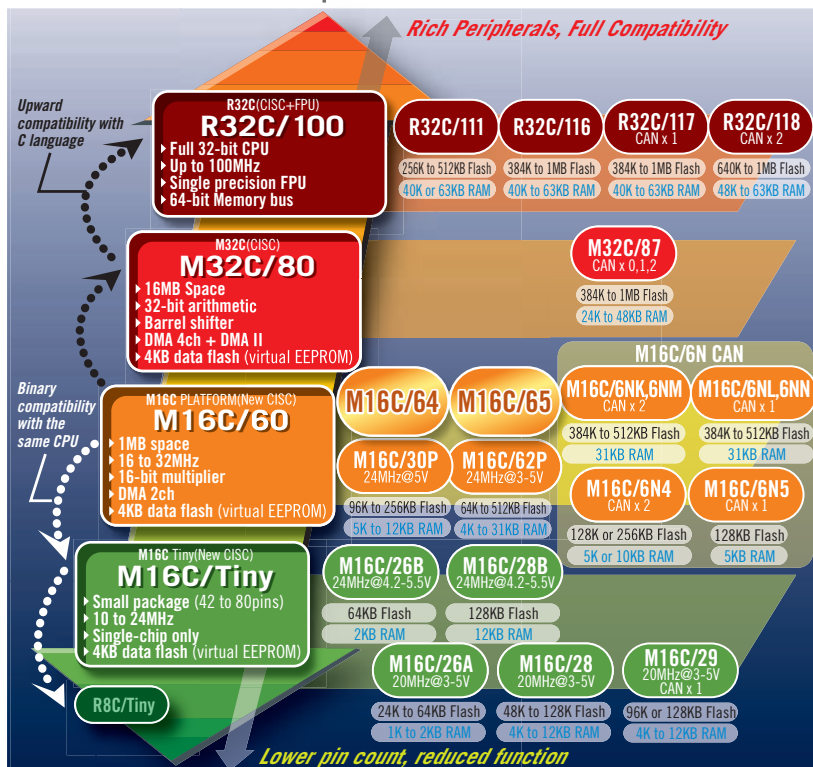 Rich Peripherals, Full Compatibility
Upward
compatibility with
C language
R32C(CISC+FPU)
R32C/100
Full 32-bit CPU
Up to 100MHz
Single precision FPU
64-bit Memory bus
R32C/111
256K to 512KB Flash
40K or 63KB RAM
R32C/116
384K to 1MB Flash
40K to 63KB RAM
R32C/117
CAN x 1
384K to 1MB Flash
40K to 63KB RAM
R32C/118
CAN x 2
640K to 1MB Flash
48K to 63KB RAM
M32C(CISC)
M32C/80
16MB Space
32-bit arithmetic
Barrel shifter
DMA 4ch + DMA II
4KB data flash (virtual EEPROM)
M32C/87
CAN x 0,1,2
384K to 1MB Flash
24K to 48KB RAM
Binary
compatibility
with the
same CPU
M16C PLATFORM(New CISC)
M16C/60
1MB space
16 to 32MHz
16-bit multiplier
DMA 2ch
4KB data flash (virtual EEPROM)
M16C/64
M16C/65
M16C/30P
24MHz@5V
96K to 256KB Flash
5K to 12KB RAM
M16C/62P
24MHz@3-5V
64K to 512KB Flash
4K to 31KB RAM
M16C/6N CAN
M16C/6NK,6NM
CAN x 2
384K to 512KB Flash
31KB RAM
M16C/6NL,6NN
CAN x 1
384K to 512KB Flash
31KB RAM
M16C/6N4
CAN x 2
128K or 256KB Flash
5K or 10KB RAM
M16C/6N5
CAN x 1
128KB Flash
5KB RAM
M16C Tiny(New CISC)
M16C/Tiny
Small package (42 to 80pins)
10 to 24MHz
Single-chip only
4KB data flash (virtual EEPROM)
M16C/26B
24MHz@4.2-5.5V
64KB Flash
2KB RAM
M16C/28B
24MHz@4.2-5.5V
128KB Flash
12KB RAM
M16C/26A
20MHz@3-5V
24K to 64KB Flash
1K to 2KB RAM
M16C/28
20MHz@3-5V
48K to 128K Flash
4K to 12KB RAM
M16C/29
20MHz@3-5V
CAN x 1
96K or 128KB Flash
4K to 12KB RAM
R8C/Tiny
Lower pin count, reduced function